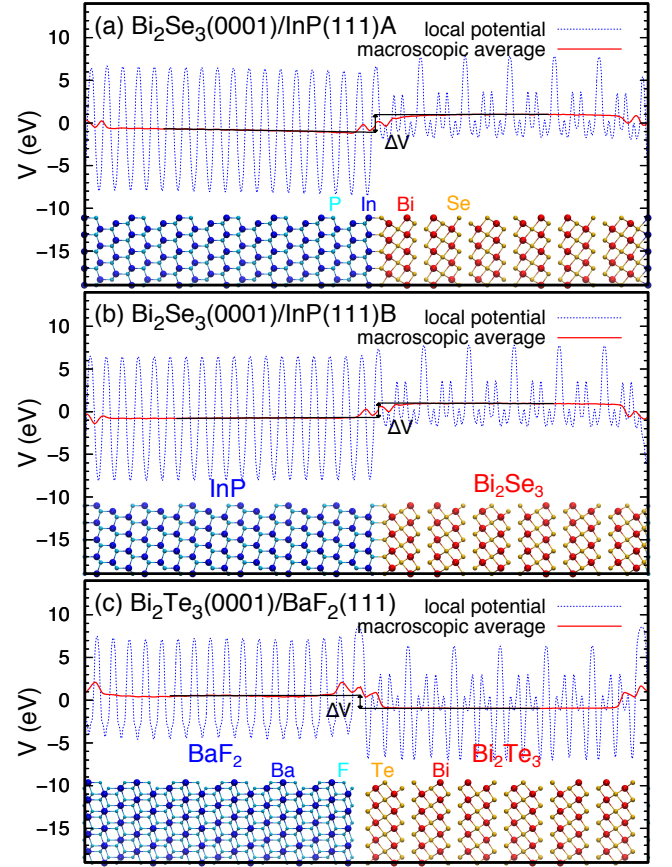 (a) Bi₂Se₃(0001)/InP(111)A
local potential
macroscopic average
10
5
0
−5
−10
−15
V (eV)
ΔV
P In Bi Se
(b) Bi₂Se₃(0001)/InP(111)B
local potential
macroscopic average
10
5
0
−5
−10
−15
V (eV)
ΔV
InP Bi₂Se₃
(c) Bi₂Te₃(0001)/BaF₂(111)
local potential
macroscopic average
10
5
0
−5
−10
−15
V (eV)
ΔV
BaF₂ Bi₂Te₃
Ba F Te Bi